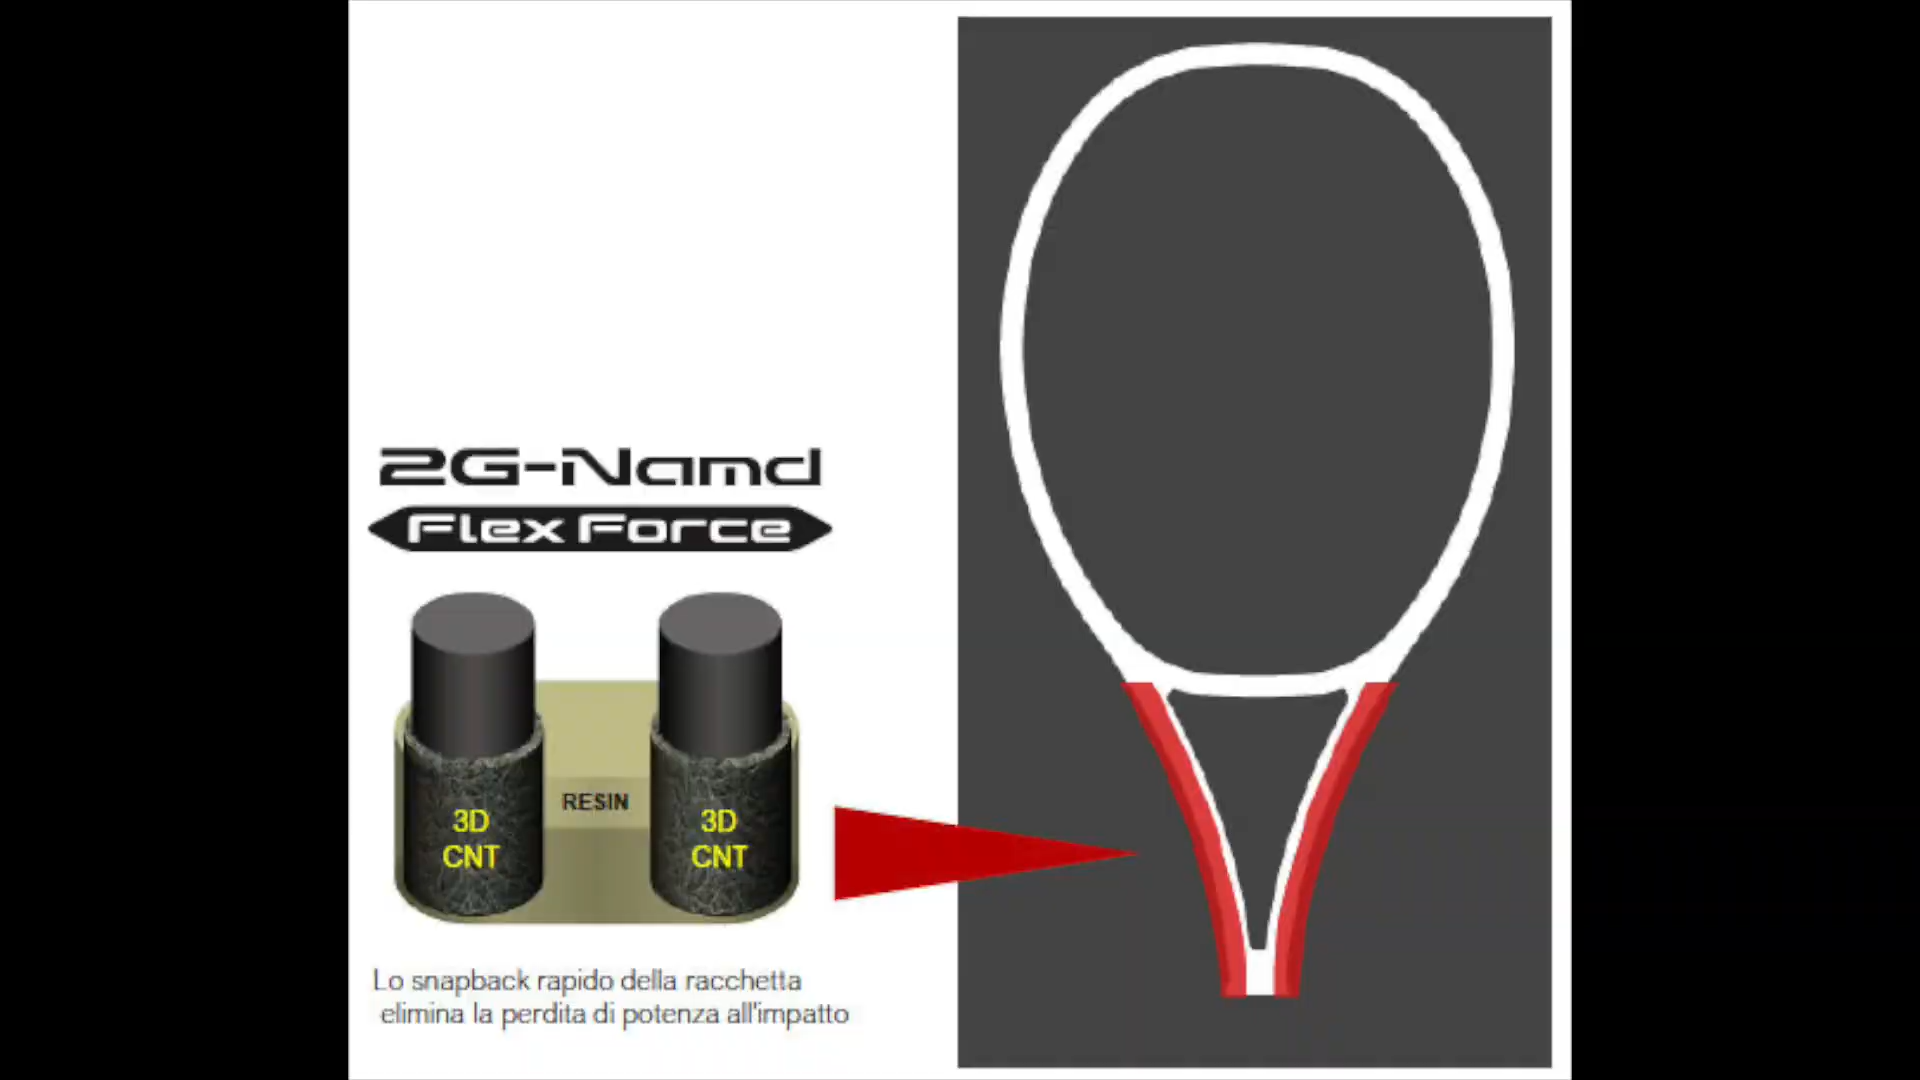 2G-Namd
Flex Force
RESIN
3D
CNT
3D
CNT
Lo snapback rapido della racchetta
elimina la perdita di potenza all'impatto